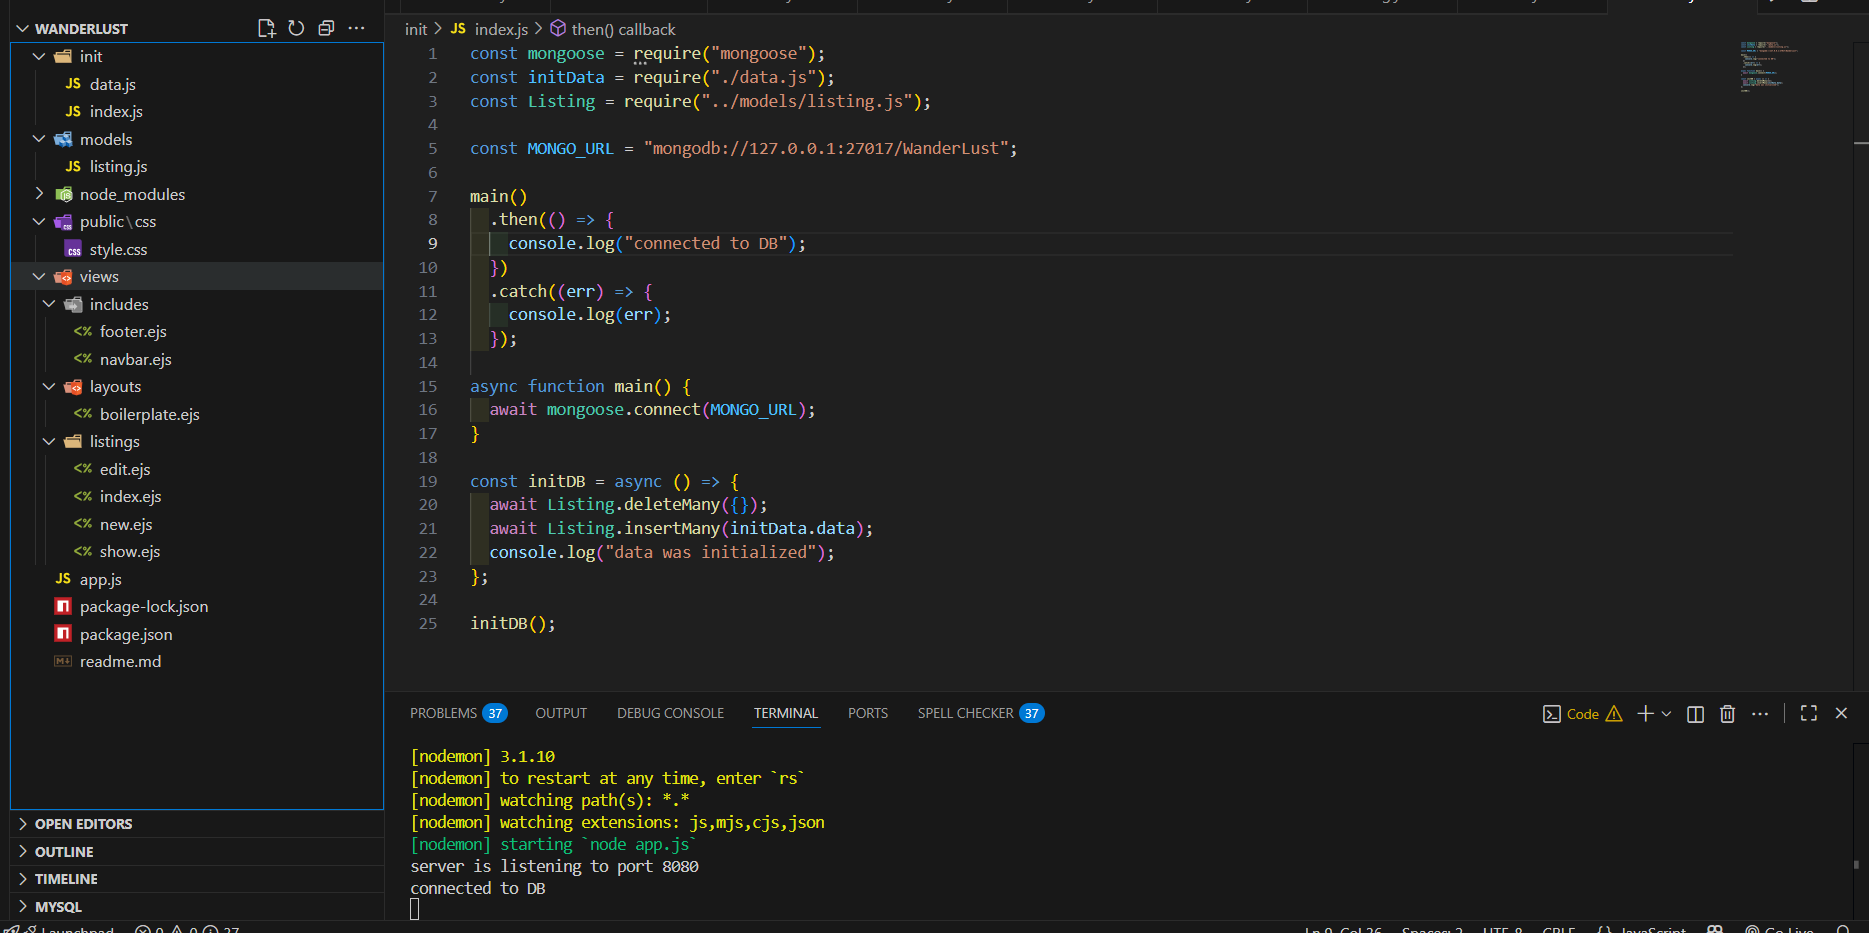 WANDERLUST
init
JS data.js
JS index.js
models
JS listing.js
node_modules
public\css
css style.css
views
includes
<% footer.ejs
<% navbar.ejs
layouts
<% boilerplate.ejs
listings
<% edit.ejs
<% index.ejs
<% new.ejs
<% show.ejs
JS app.js
package-lock.json
package.json
M↓ readme.md
OPEN EDITORS
OUTLINE
TIMELINE
MYSQL
init > JS index.js > then() callback
1 const mongoose = require("mongoose");
2 const initData = require("./data.js");
3 const Listing = require("../models/listing.js");
4
5 const MONGO_URL = "mongodb://127.0.0.1:27017/WanderLust";
6
7 main()
8 .then(() => {
9 console.log("connected to DB");
10 })
11 .catch((err) => {
12 console.log(err);
13 });
14
15 async function main() {
16 await mongoose.connect(MONGO_URL);
17 }
18
19 const initDB = async () => {
20 await Listing.deleteMany({});
21 await Listing.insertMany(initData.data);
22 console.log("data was initialized");
23 };
24
25 initDB();
PROBLEMS 37 OUTPUT DEBUG CONSOLE TERMINAL PORTS SPELL CHECKER 37 Code
[nodemon] 3.1.10
[nodemon] to restart at any time, enter `rs`
[nodemon] watching path(s): *.*
[nodemon] watching extensions: js,mjs,cjs,json
[nodemon] starting `node app.js`
server is listening to port 8080
connected to DB
Launchpad 0 0 37 Ln 9, Col 36 Spaces: 2 UTF-8 CRLF {} JavaScript Go Live